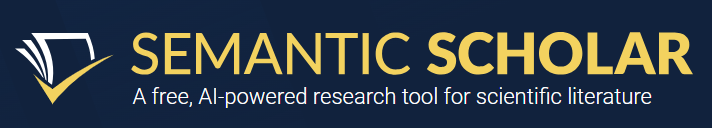 SEMANTIC SCHOLAR
A free, AI-powered research tool for scientific literature